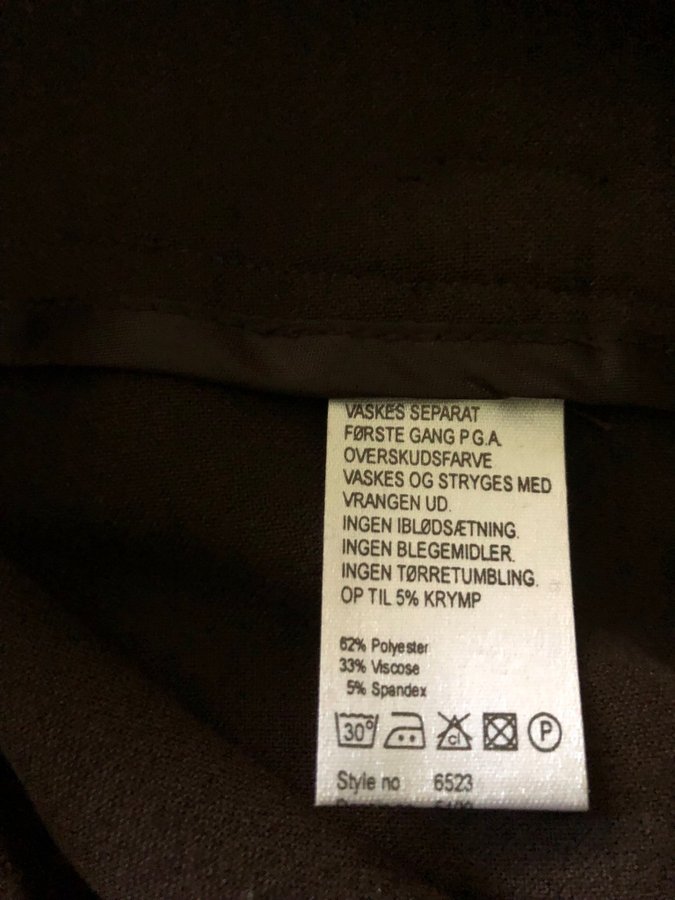 VASKES SEPARAT
FØRSTE GANG P G.A.
OVERSKUDSFARVE
VASKES OG STRYGES MED
VRANGEN UD.
INGEN IBLØDSÆTNING.
INGEN BLEGEMIDLER.
INGEN TØRRETUMBLING.
OP TIL 5% KRYMP
62% Polyester
33% Viscose
5% Spandex
30° cl P
Style no 6523